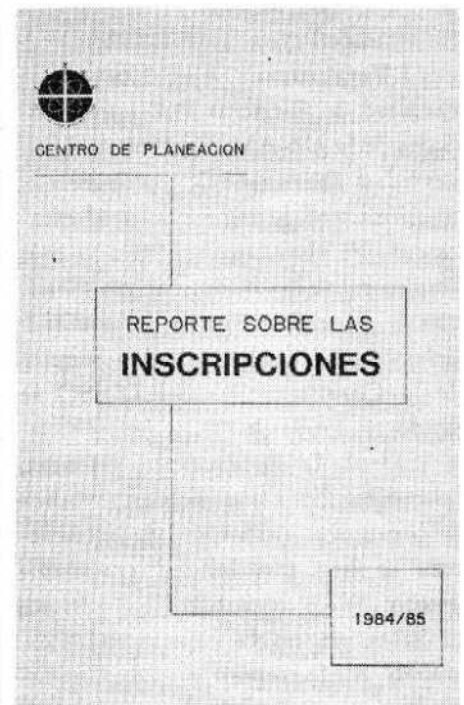 CENTRO DE PLANEACION
REPORTE SOBRE LAS
INSCRIPCIONES
1984/85